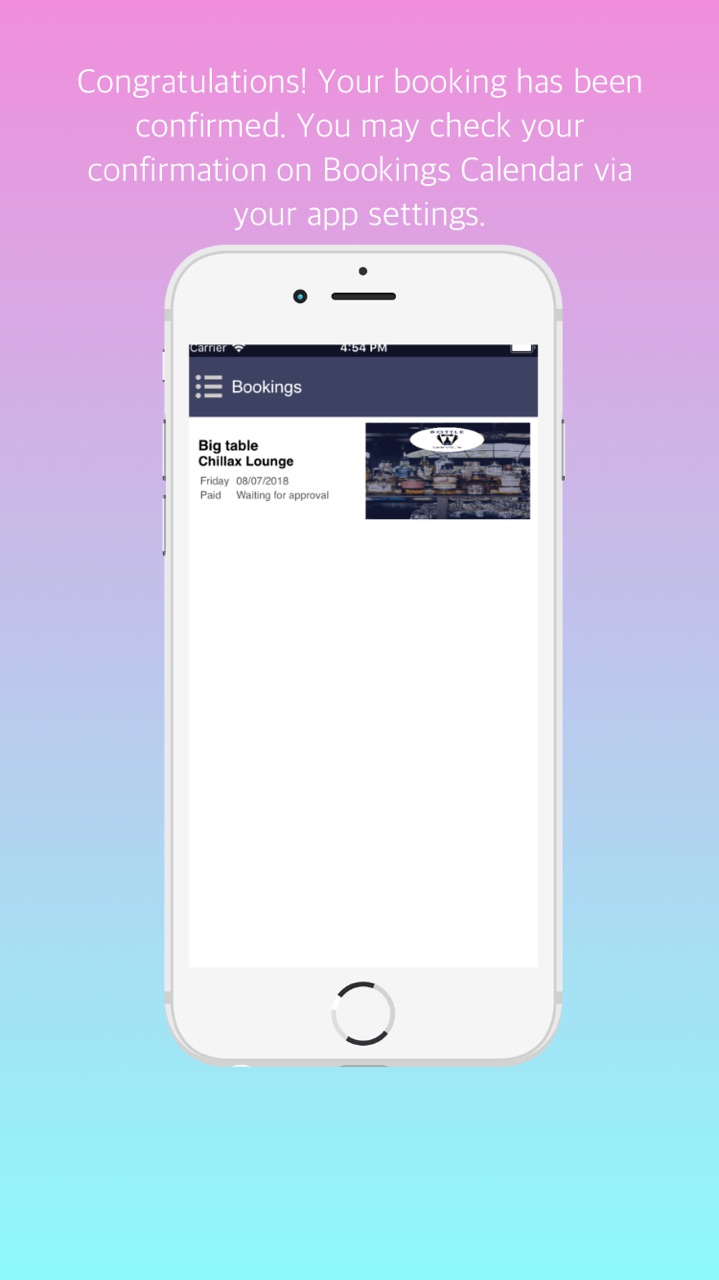 Congratulations! Your booking has been
confirmed. You may check your
confirmation on Bookings Calendar via
your app settings.
Carrier 4:54 PM
Bookings
BOTTLE
Big table
Chillax Lounge
Friday 08/07/2018
Paid Waiting for approval